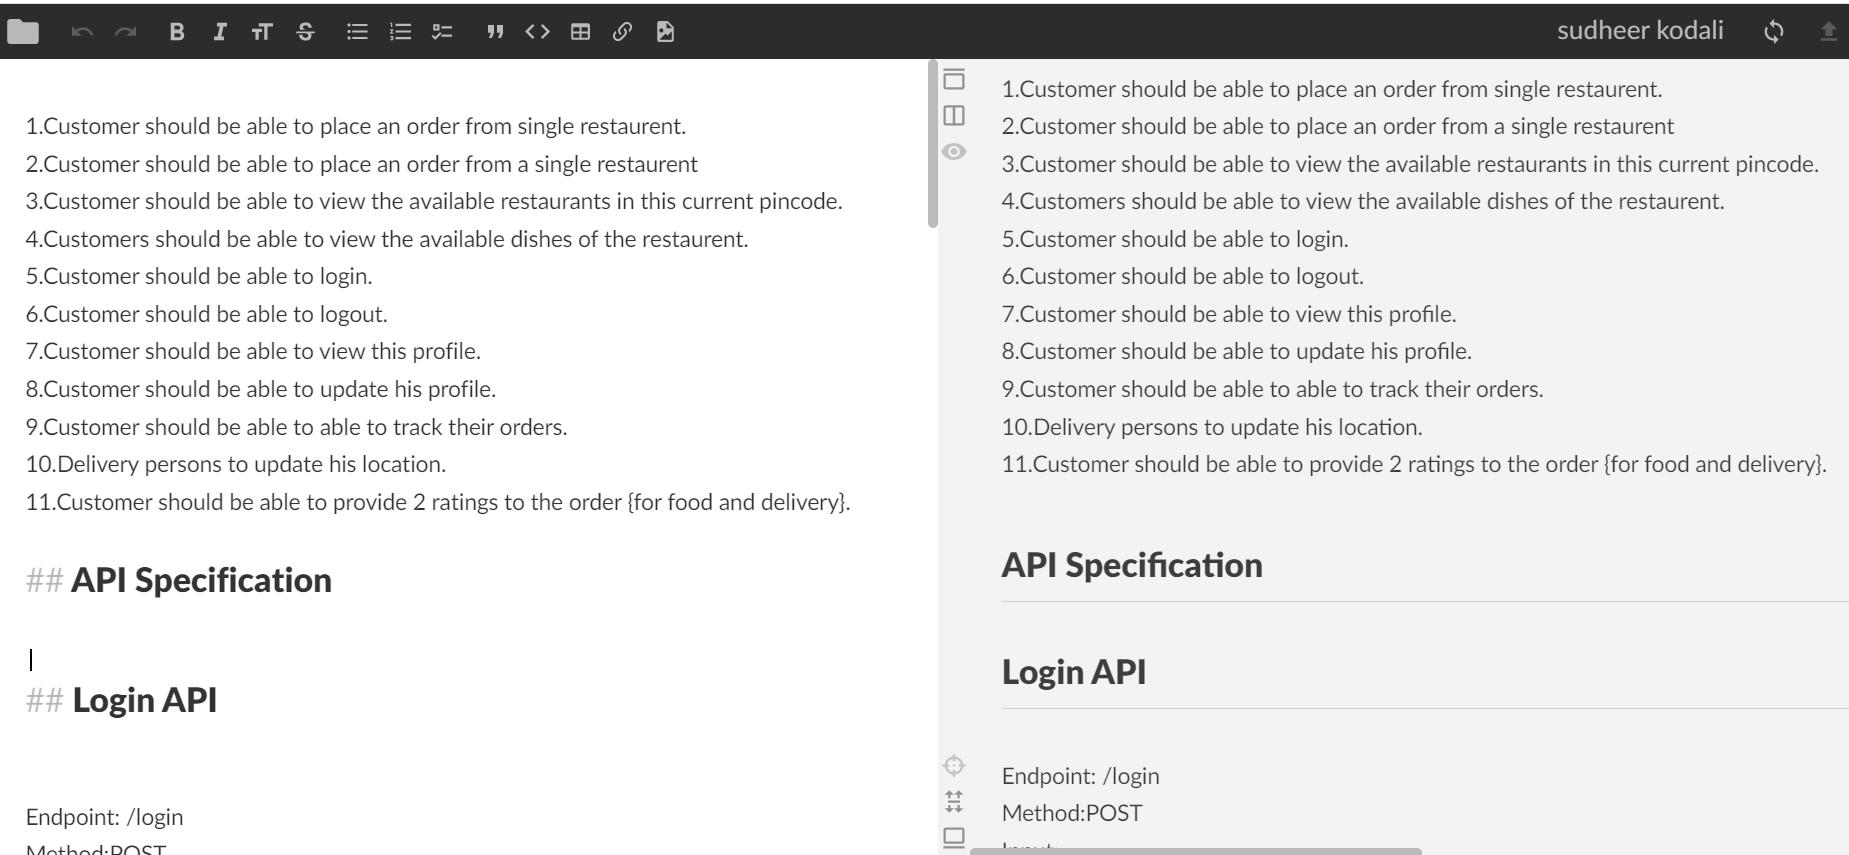 sudheer kodali
1.Customer should be able to place an order from single restaurent.
2.Customer should be able to place an order from a single restaurent
3.Customer should be able to view the available restaurants in this current pincode.
4.Customers should be able to view the available dishes of the restaurent.
5.Customer should be able to login.
6.Customer should be able to logout.
7.Customer should be able to view this profile.
8.Customer should be able to update his profile.
9.Customer should be able to able to track their orders.
10.Delivery persons to update his location.
11.Customer should be able to provide 2 ratings to the order {for food and delivery}.
## API Specification
## Login API
Endpoint: /login
Method:POST
1.Customer should be able to place an order from single restaurent.
2.Customer should be able to place an order from a single restaurent
3.Customer should be able to view the available restaurants in this current pincode.
4.Customers should be able to view the available dishes of the restaurent.
5.Customer should be able to login.
6.Customer should be able to logout.
7.Customer should be able to view this profile.
8.Customer should be able to update his profile.
9.Customer should be able to able to track their orders.
10.Delivery persons to update his location.
11.Customer should be able to provide 2 ratings to the order {for food and delivery}.
API Specification
Login API
Endpoint: /login
Method:POST